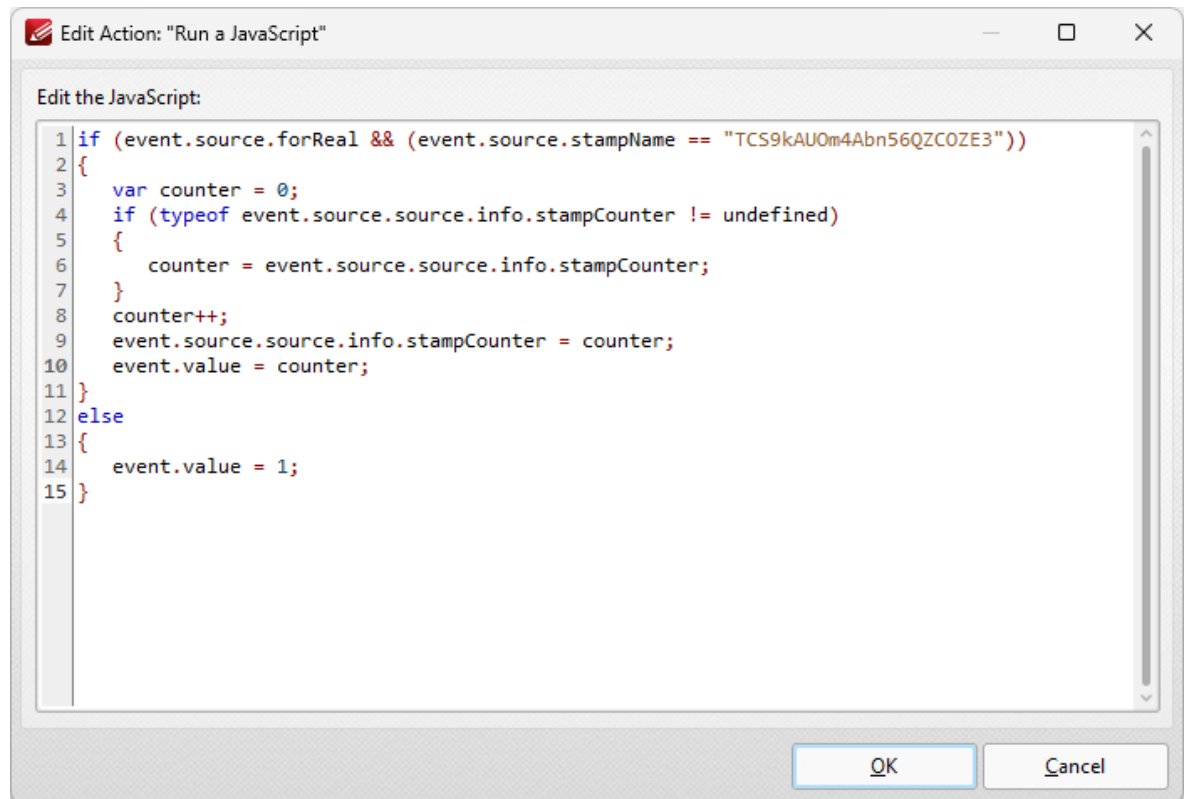 Edit Action: "Run a JavaScript"
Edit the JavaScript:
1 if (event.source.forReal && (event.source.stampName == "TCS9kAUOm4Abn56QZCOZE3"))
2 {
3    var counter = 0;
4    if (typeof event.source.source.info.stampCounter != undefined)
5    {
6       counter = event.source.source.info.stampCounter;
7    }
8    counter++;
9    event.source.source.info.stampCounter = counter;
10    event.value = counter;
11 }
12 else
13 {
14    event.value = 1;
15 }
OK Cancel